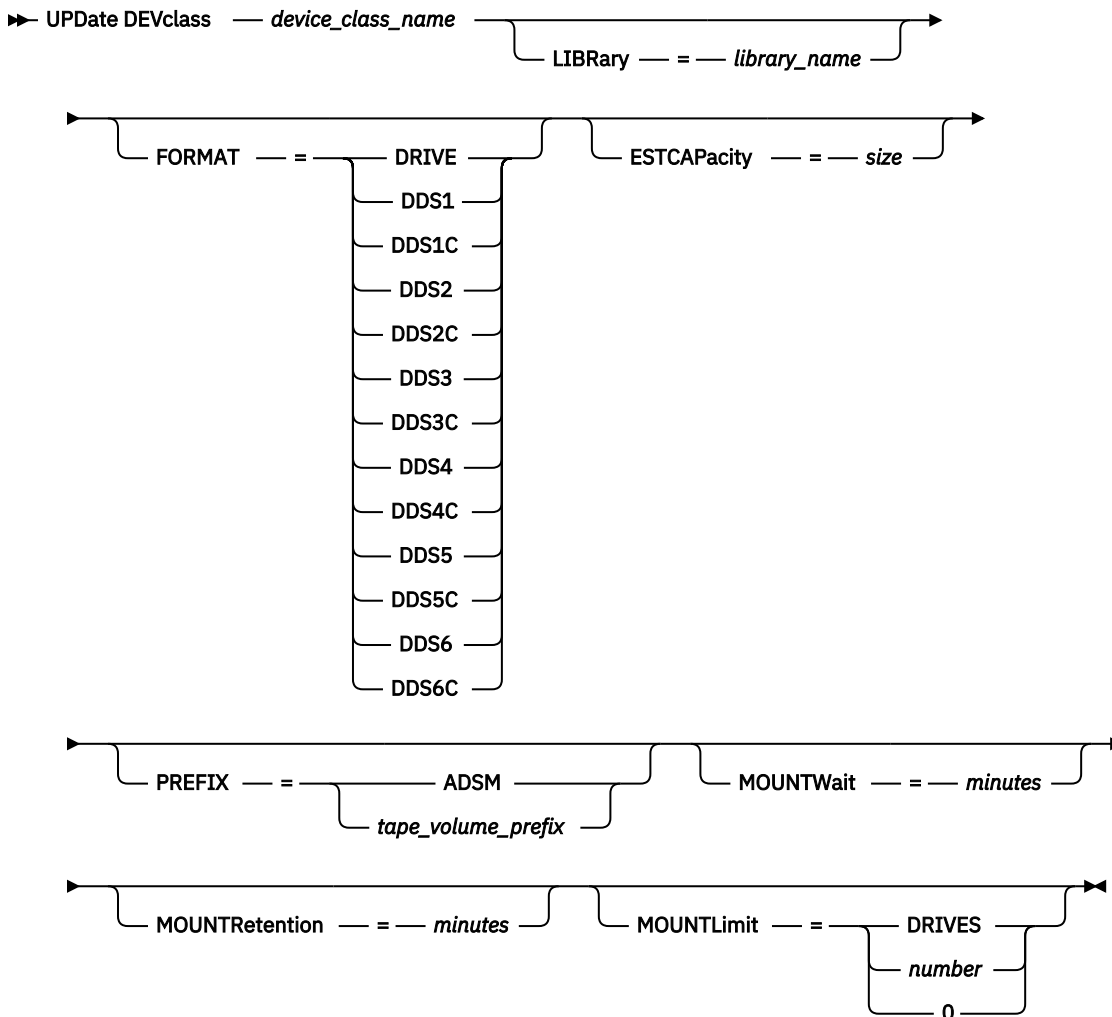 UPDate DEVclass device_class_name
LIBRary = library_name
FORMAT = DRIVE
DDS1
DDS1C
DDS2
DDS2C
DDS3
DDS3C
DDS4
DDS4C
DDS5
DDS5C
DDS6
DDS6C
ESTCAPacity = size
PREFIX = ADSM
tape_volume_prefix
MOUNTWait = minutes
MOUNTRetention = minutes
MOUNTLimit = DRIVES
number
0